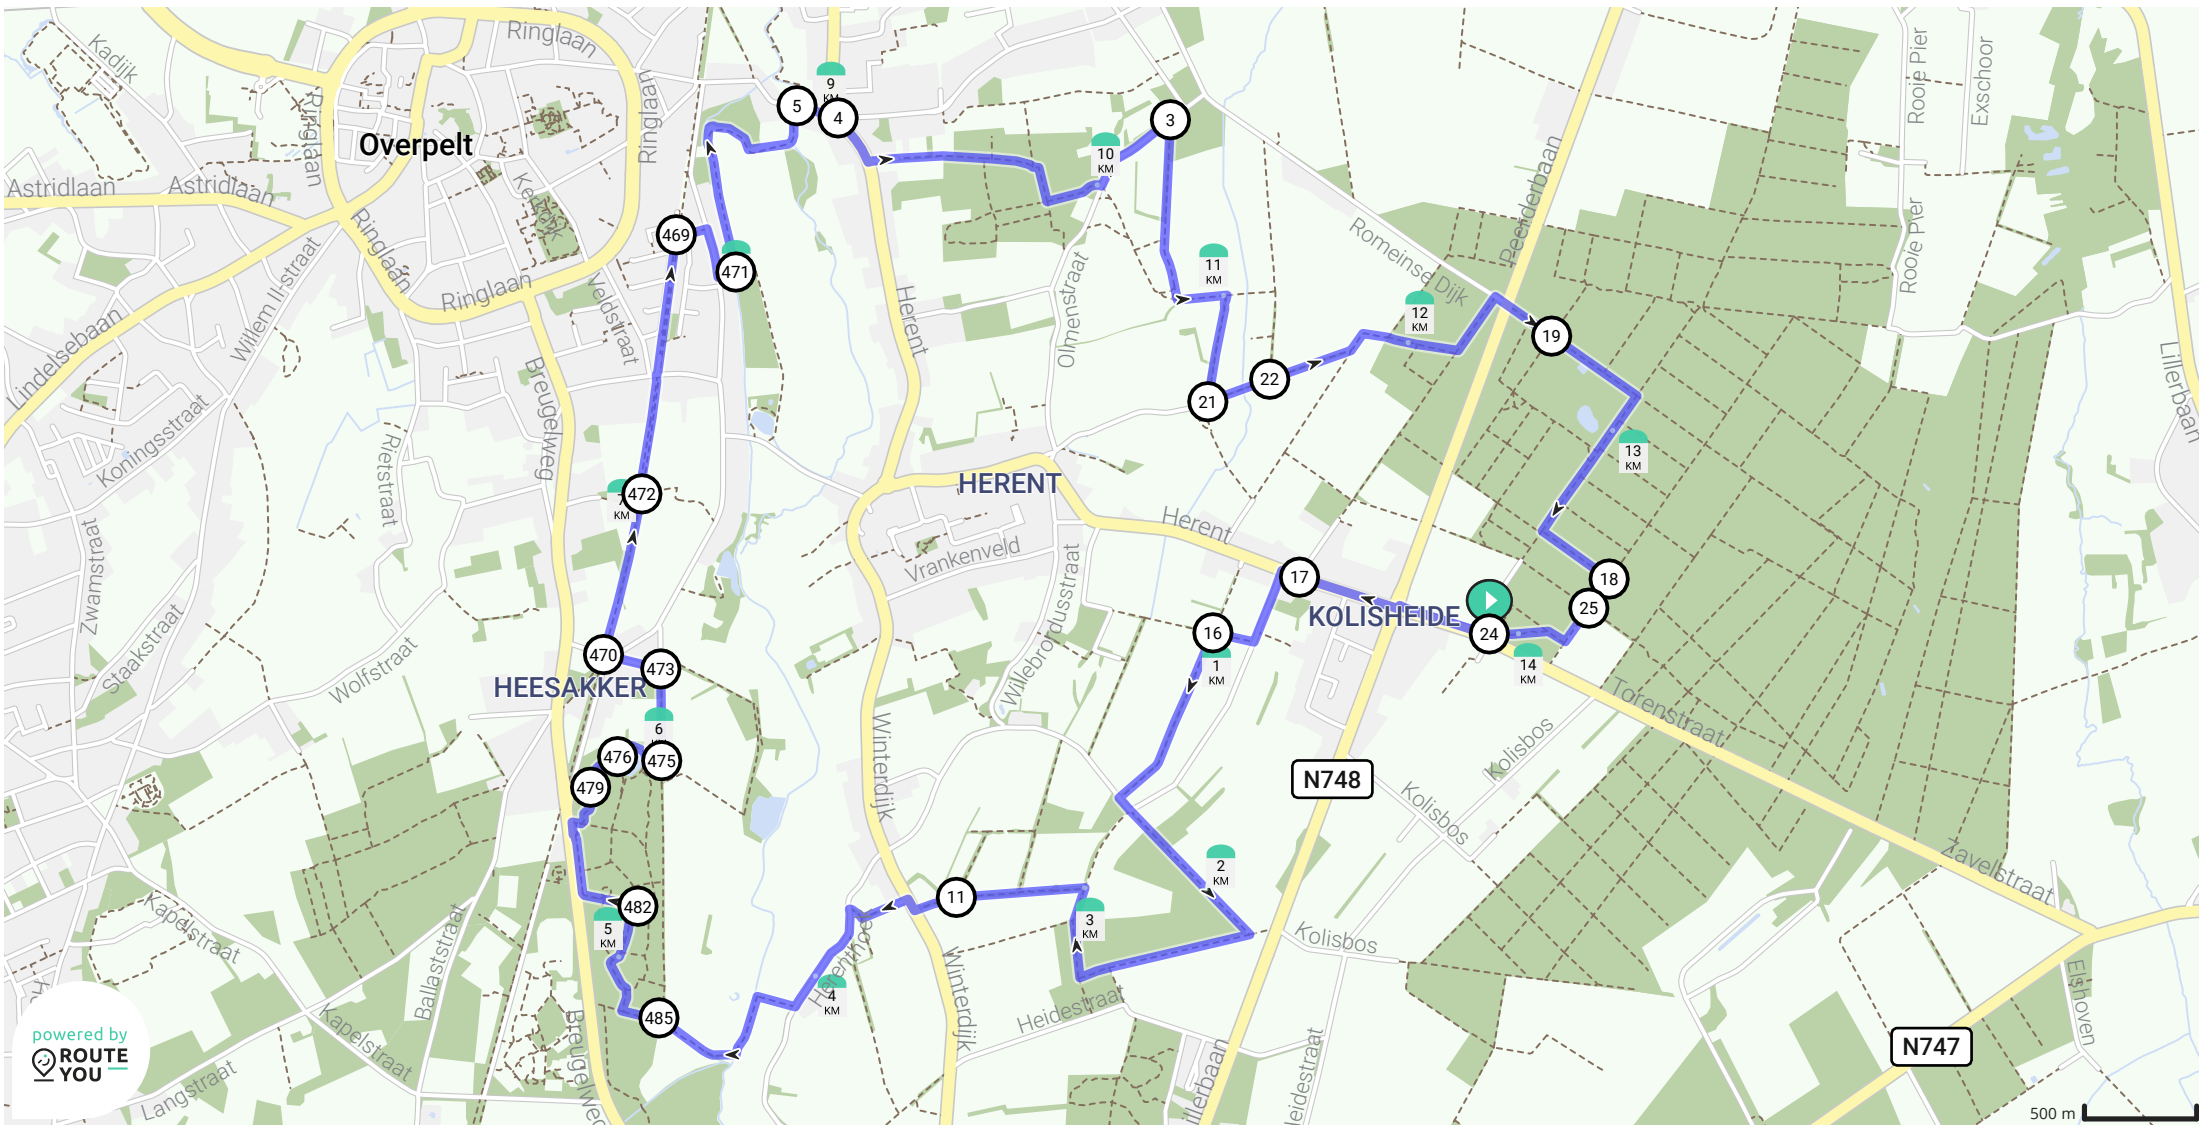 Ringlaan
Kadijk
Ringlaan
Ringlaan
9
KM
5
4
3
Rooie Pier
Exschoor
Overpelt
10
KM
Peerderbaan
Astridlaan
Astridlaan
Kerkdijk
469
471
Ringlaan
Willem II straat
Ringlaan
Veldstraat
Herent
Olmenstraat
11
KM
Romeinse Dijk
12
KM
Rooie Pier
19
Lindelsebaan
Breugelweg
22
21
Lillerbaan
Koningsstraat
Rietstraat
13
KM
472
7
KM
HERENT
Herent
Vrankenveld
Zwamstraat
Willebrordusstraat
17
18
25
KOLISHEIDE
24
16
1
KM
14
KM
Staakstraat
Wolfstraat
470
473
HEESAKKER
6
476
475
479
Winterdijk
N748
Torenstraat
Kolisbos
Kolisbos
2
KM
Zavelstraat
11
3
KM
482
5
KM
Kapelstraat
Ballaststraat
Kolisbos
Winterdijk
4
KM
Heidestraat
485
Breugelweg
Kapelstraat
Langstraat
Elshoven
N747
powered by
ROUTE
YOU
500 m